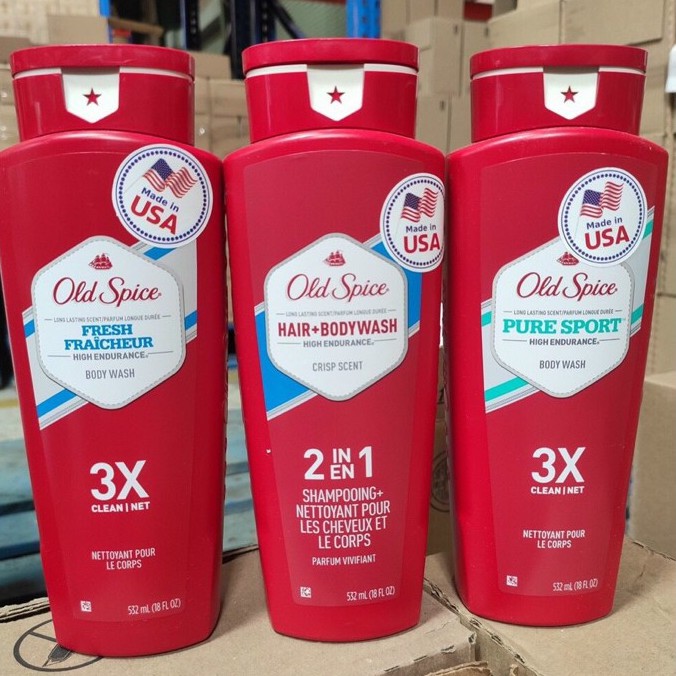 Made in
USA
Old Spice
LONG LASTING SCENT/PARFUM LONGUE DURÉE
FRESH
FRAÎCHEUR
HIGH ENDURANCE
BODY WASH
3X
CLEAN | NET
NETTOYANT POUR
LE CORPS
532 mL (18 FL OZ)
Made in
USA
Old Spice
LONG LASTING SCENT/PARFUM LONGUE DURÉE
HAIR+BODYWASH
HIGH ENDURANCE
CRISP SCENT
2 IN EN 1
SHAMPOOING+
NETTOYANT POUR
LES CHEVEUX ET
LE CORPS
PARFUM VIVIFIANT
532 mL (18 FL OZ)
Made in
USA
Old Spice
LONG LASTING SCENT/PARFUM LONGUE DURÉE
PURE SPORT
HIGH ENDURANCE
BODY WASH
3X
CLEAN | NET
NETTOYANT POUR
LE CORPS
532 mL (18 FL OZ)